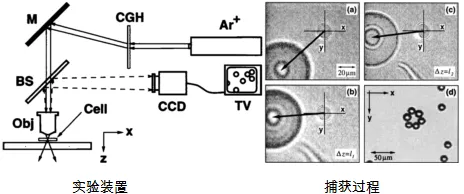 M
CGH
Ar+
BS
Obj
Cell
CCD
TV
x
z
实验装置
(a)
x
y
20μm
(c)
x
y
Δz=l₂
(b)
x
y
Δz=l₁
(d)
x
y
50μm
捕获过程